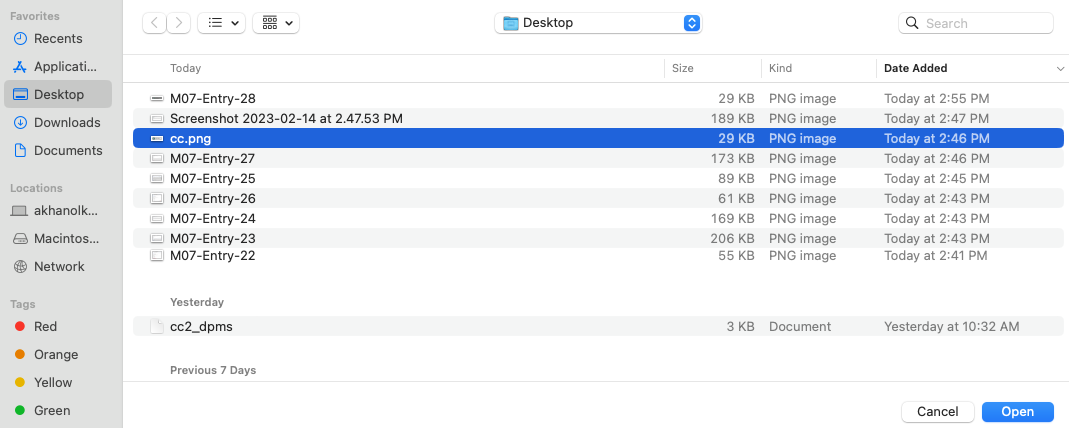 Favorites
Recents
Applicati...
Desktop
Downloads
Documents
Locations
akhanolk...
Macintos...
Network
Tags
Red
Orange
Yellow
Green
Desktop
Search
Today Size Kind Date Added
M07-Entry-28 29 KB PNG image Today at 2:55 PM
Screenshot 2023-02-14 at 2.47.53 PM 189 KB PNG image Today at 2:47 PM
cc.png 29 KB PNG image Today at 2:46 PM
M07-Entry-27 173 KB PNG image Today at 2:46 PM
M07-Entry-25 89 KB PNG image Today at 2:45 PM
M07-Entry-26 61 KB PNG image Today at 2:43 PM
M07-Entry-24 169 KB PNG image Today at 2:43 PM
M07-Entry-23 206 KB PNG image Today at 2:43 PM
M07-Entry-22 55 KB PNG image Today at 2:41 PM
Yesterday
cc2_dpms 3 KB Document Yesterday at 10:32 AM
Previous 7 Days
Cancel Open